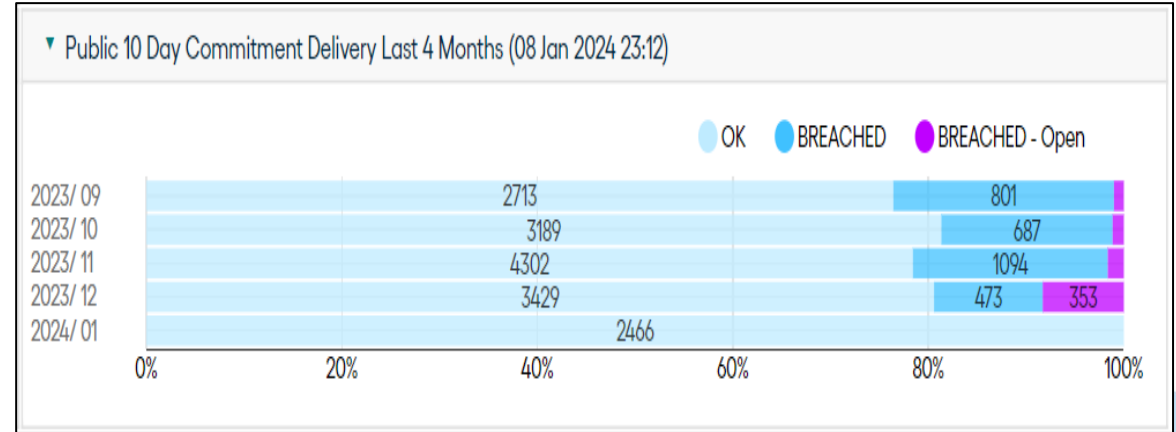 ▼ Public 10 Day Commitment Delivery Last 4 Months (08 Jan 2024 23:12)
OK BREACHED BREACHED - Open
2023/ 09 2713 801
2023/ 10 3189 687
2023/ 11 4302 1094
2023/ 12 3429 473 353
2024/ 01 2466
0% 20% 40% 60% 80% 100%